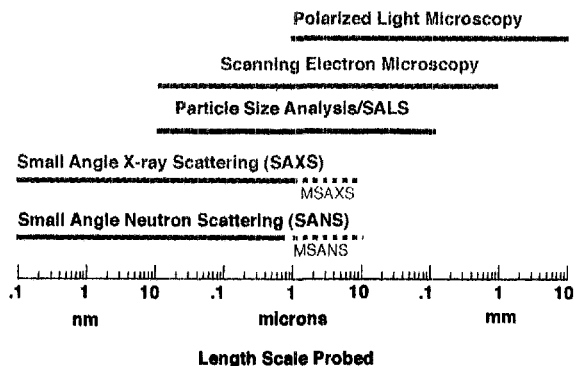 Polarized Light Microscopy
Scanning Electron Microscopy
Particle Size Analysis/SALS
Small Angle X-ray Scattering (SAXS)
MSAXS
Small Angle Neutron Scattering (SANS)
MSANS
.1 1 10 .1 1 10 .1 1 10
nm microns mm
Length Scale Probed